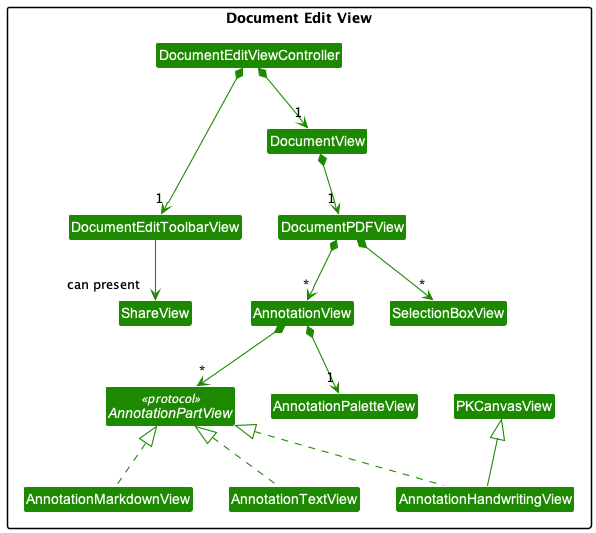 Document Edit View
DocumentEditViewController
1
DocumentView
1
1
DocumentEditToolbarView
DocumentPDFView
can present
*
*
ShareView
AnnotationView
SelectionBoxView
*
1
«protocol»
AnnotationPartView
AnnotationPaletteView
PKCanvasView
AnnotationMarkdownView
AnnotationTextView
AnnotationHandwritingView